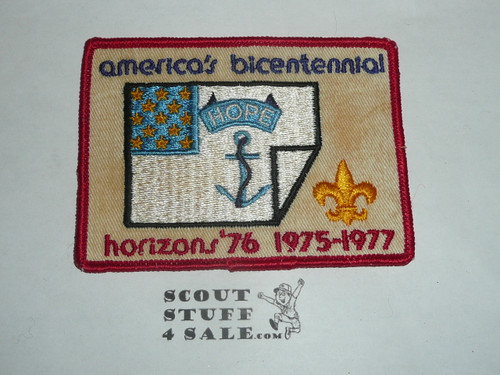 america's bicentennial
HOPE
horizons '76 1975-1977
SCOUT
STUFF
4 SALE.COM